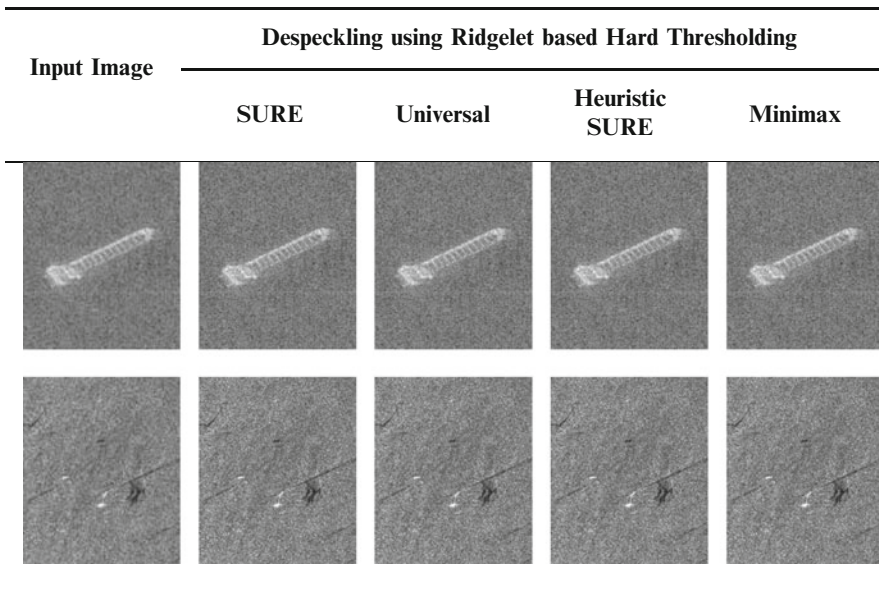 Despeckling using Ridgelet based Hard Thresholding
Input Image
SURE
Universal
Heuristic
SURE
Minimax